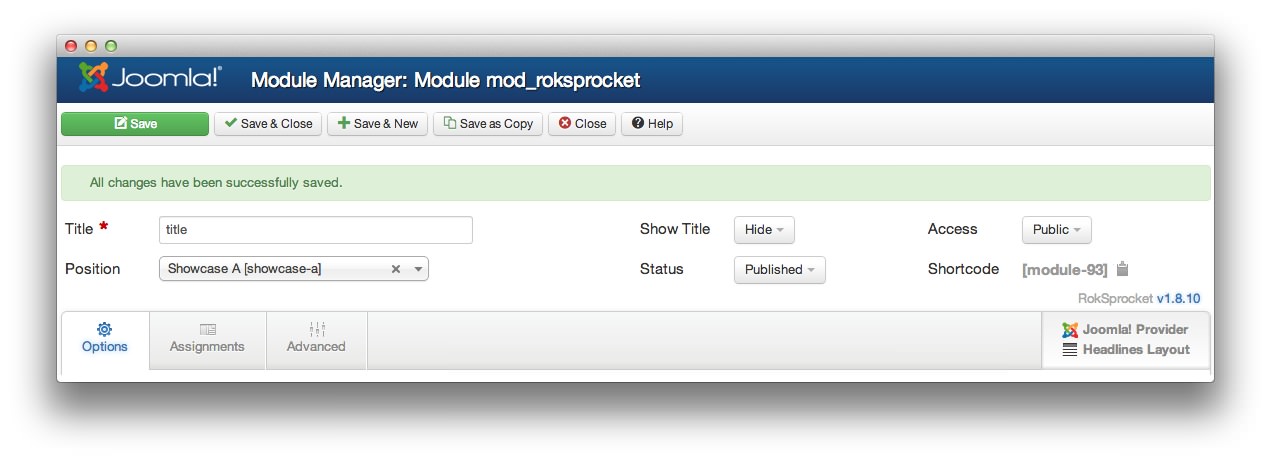 Joomla!® Module Manager: Module mod_roksprocket
Save Save & Close Save & New Save as Copy Close Help
All changes have been successfully saved.
Title * title Show Title Hide Access Public
Position Showcase A [showcase-a] Status Published Shortcode [module-93]
RokSprocket v1.8.10
Options Assignments Advanced
Joomla! Provider
Headlines Layout